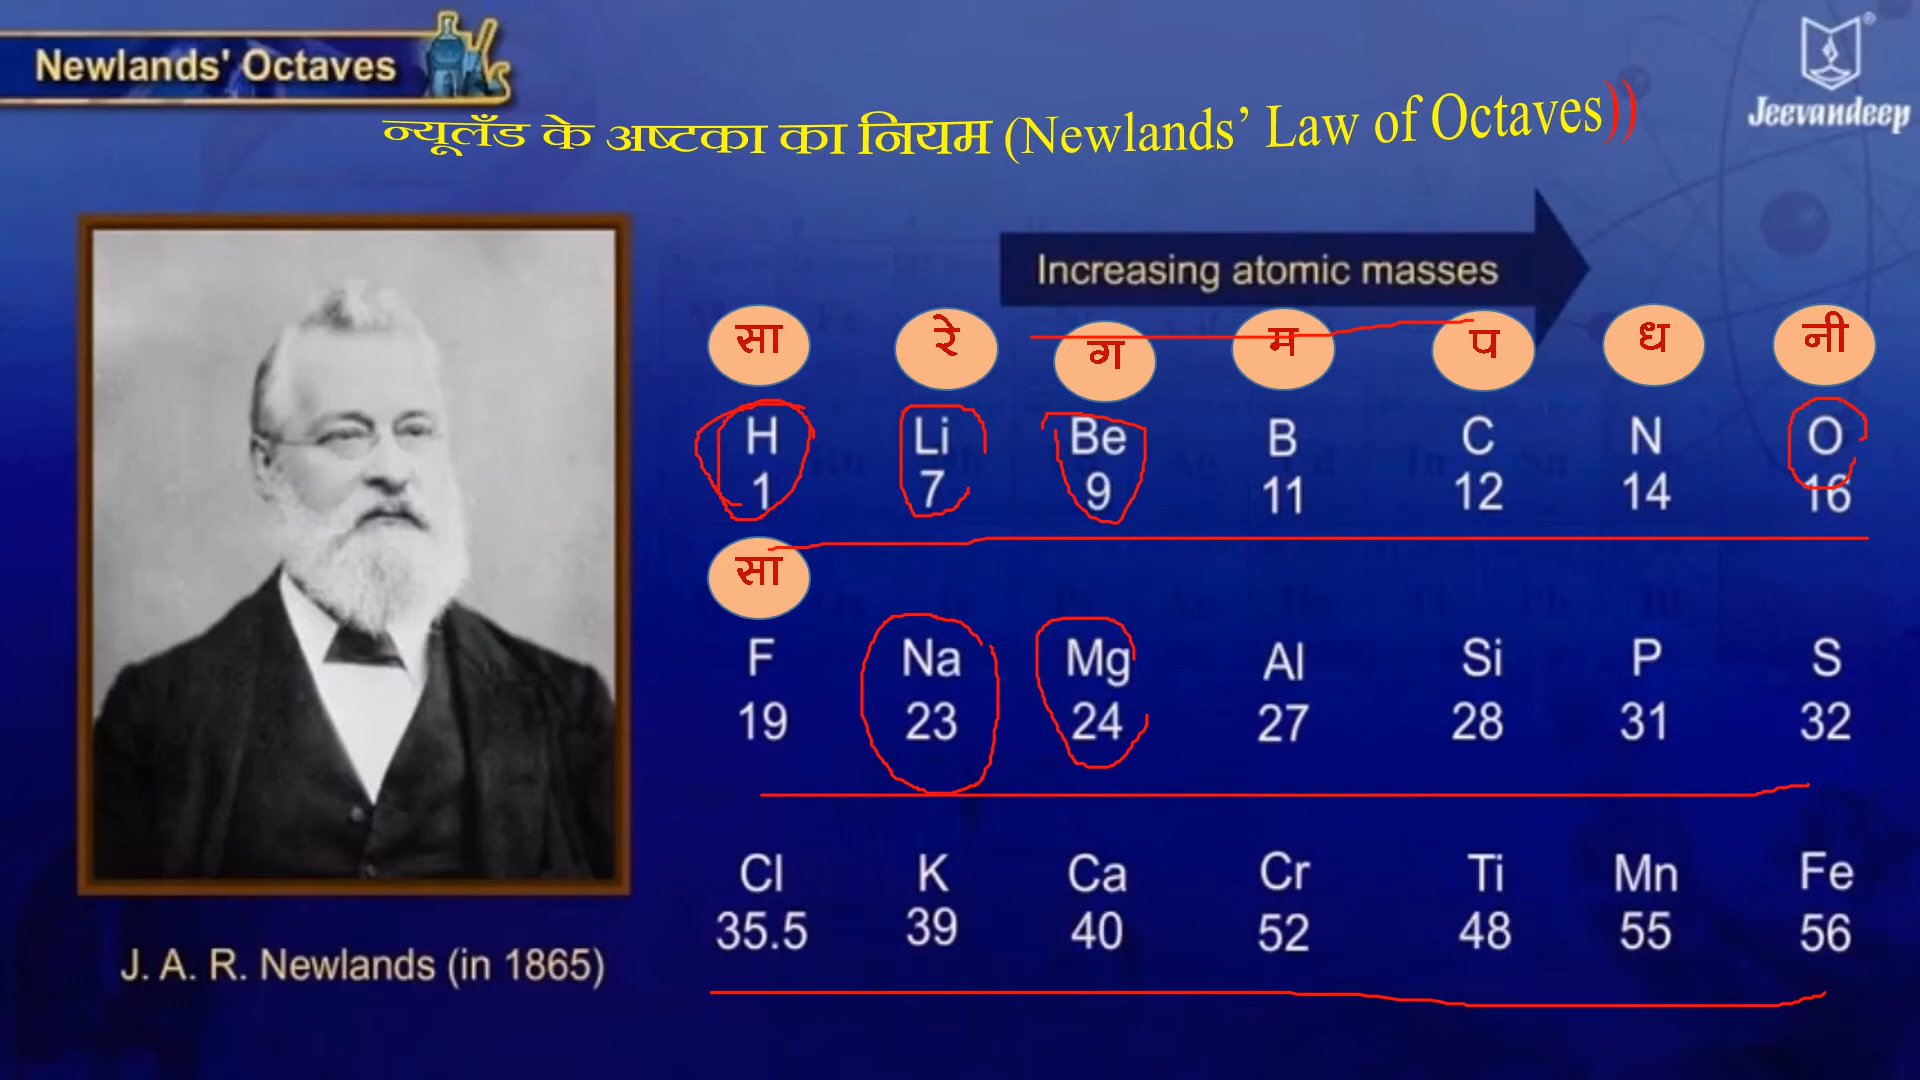 Newlands' Octaves
Jeevandeep®
न्यूलँड के अष्टका का नियम (Newlands’ Law of Octaves))
Increasing atomic masses
सा रे ग म प ध नी
H Li Be B C N O
1 7 9 11 12 14 16
सा
F Na Mg Al Si P S
19 23 24 27 28 31 32
Cl K Ca Cr Ti Mn Fe
35.5 39 40 52 48 55 56
J. A. R. Newlands (in 1865)